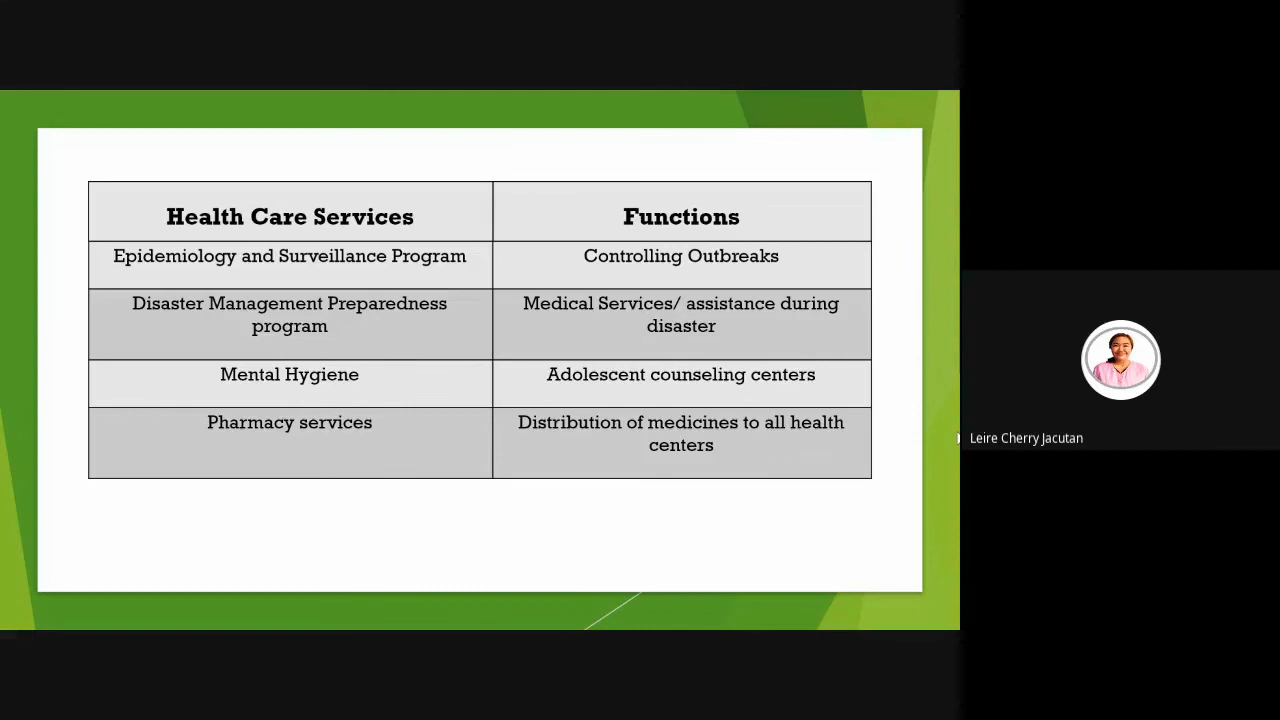 Health Care Services
Functions
Epidemiology and Surveillance Program
Controlling Outbreaks
Disaster Management Preparedness
program
Medical Services/ assistance during
disaster
Mental Hygiene
Adolescent counseling centers
Pharmacy services
Distribution of medicines to all health
centers
Leire Cherry Jacutan